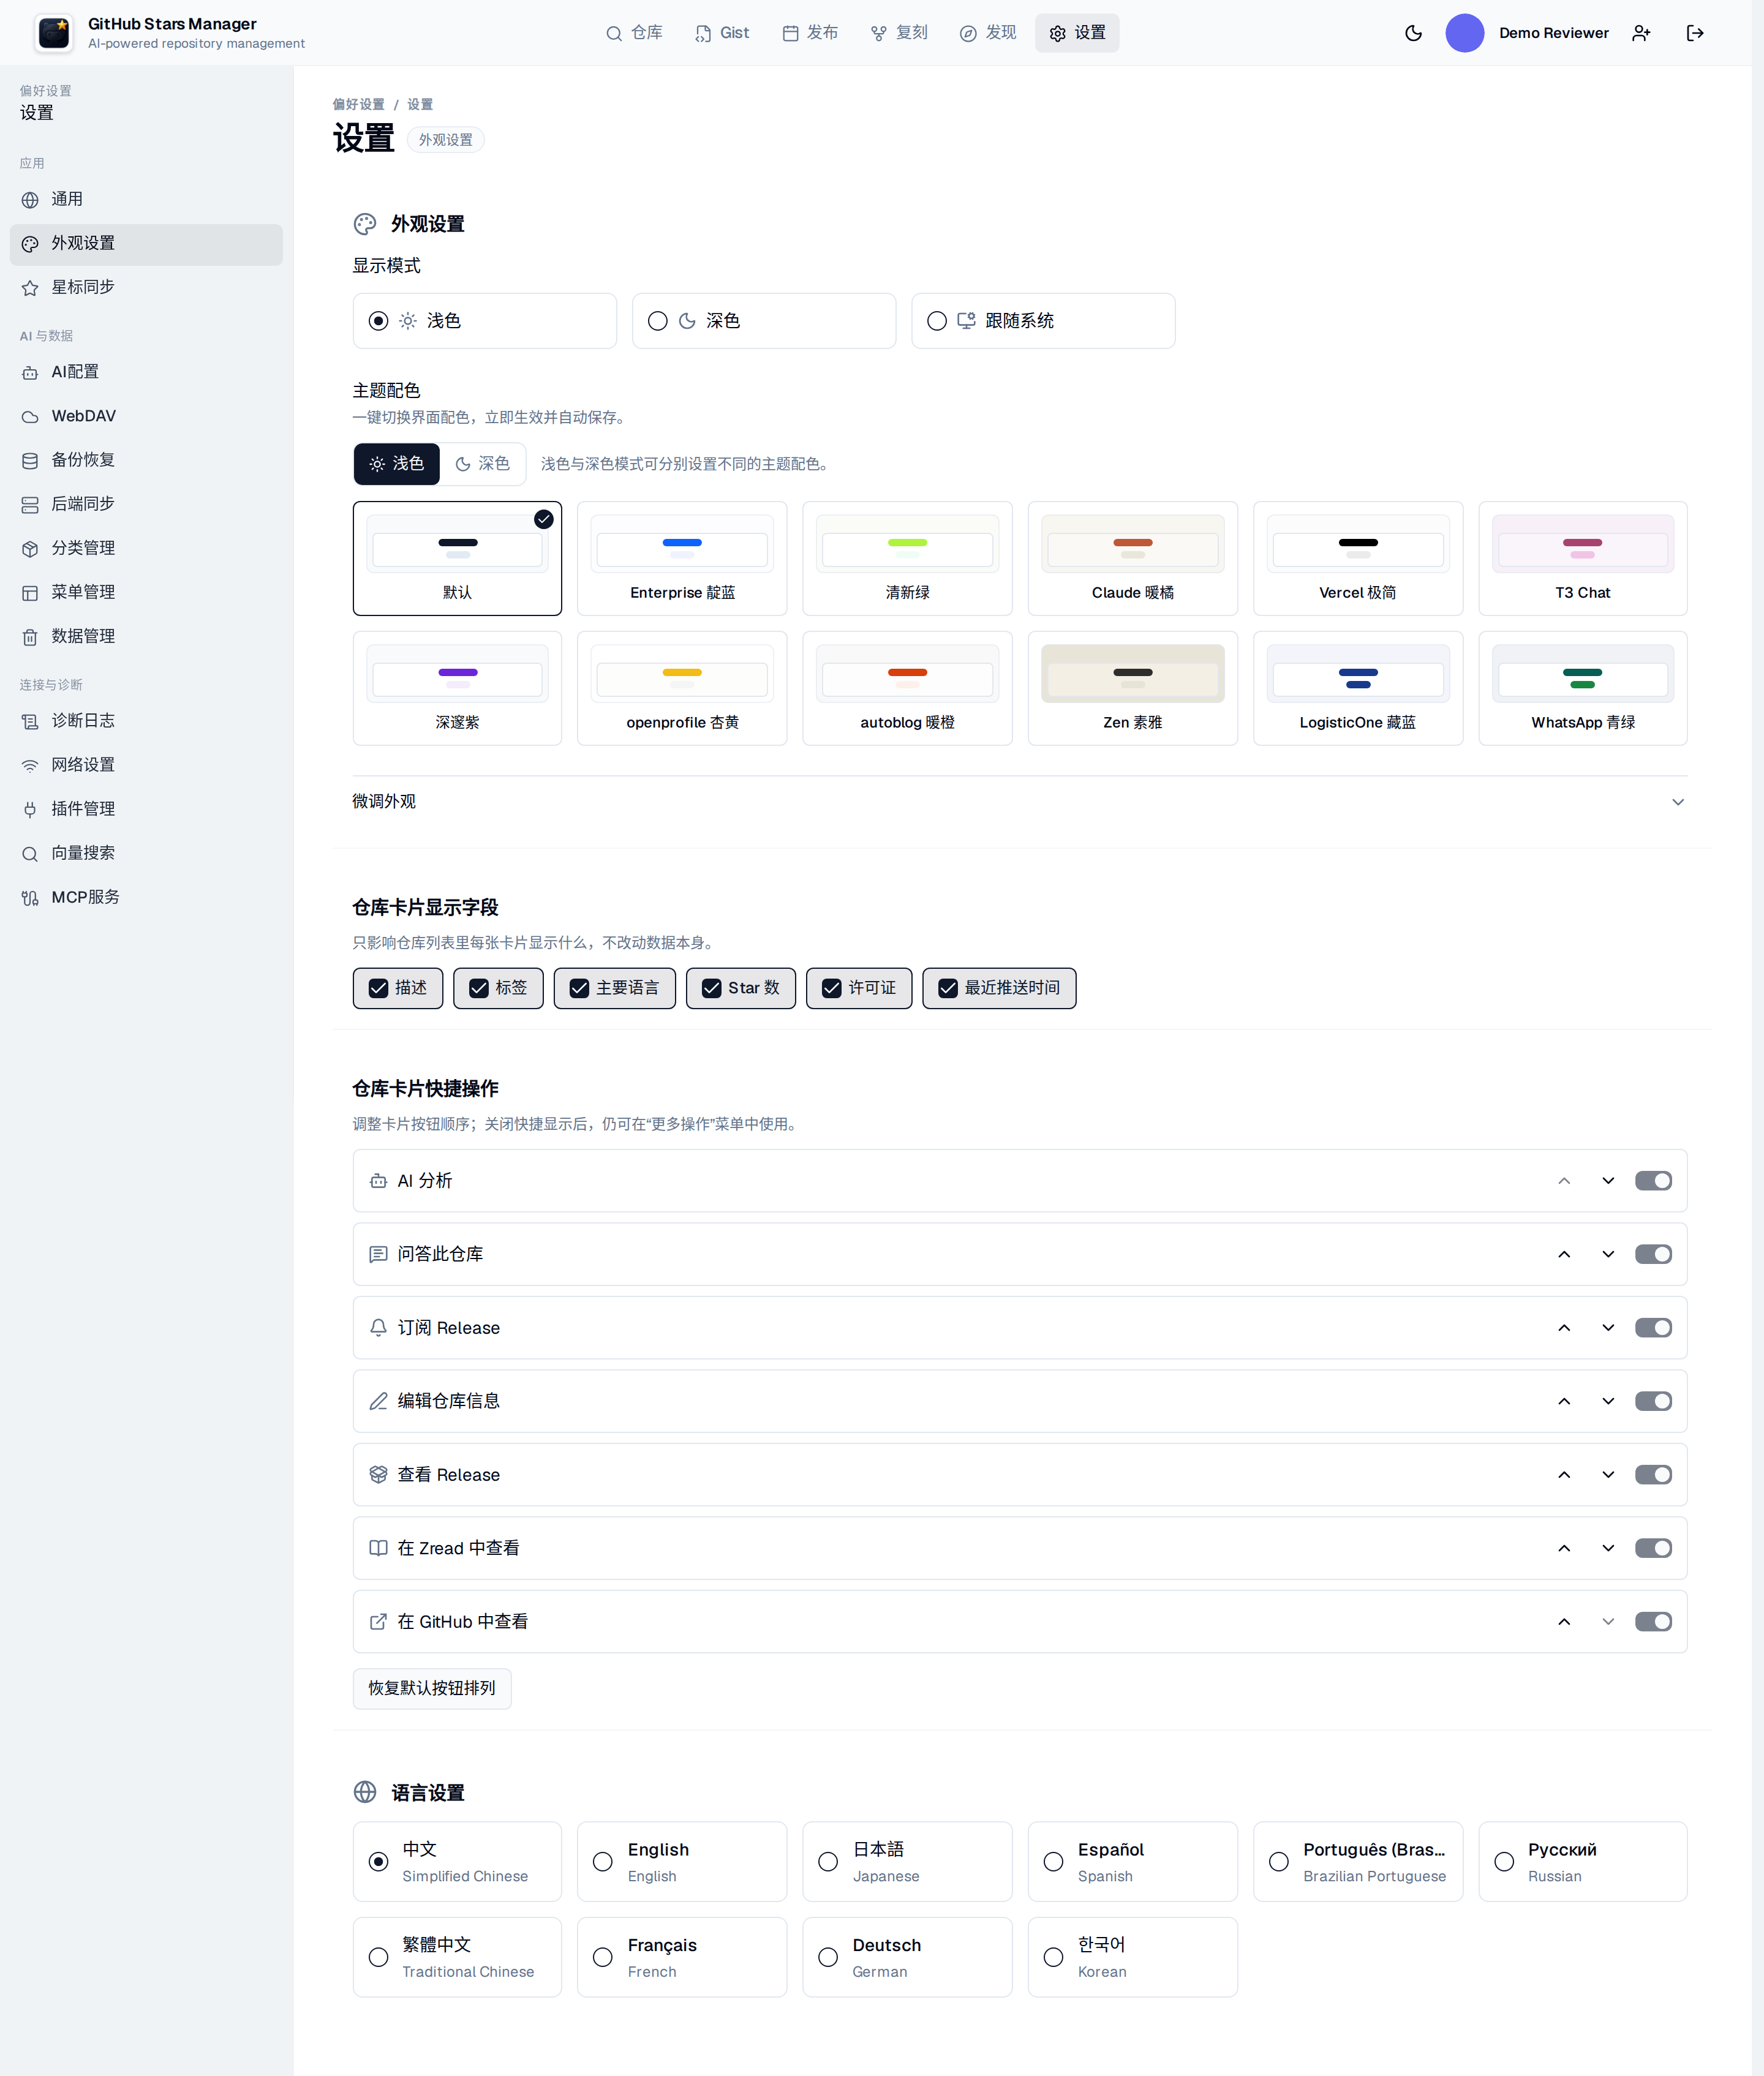 GitHub Stars Manager
AI-powered repository management
仓库
Gist
发布
复刻
发现
设置
Demo Reviewer
偏好设置
设置
应用
通用
外观设置
星标同步
AI 与数据
AI配置
WebDAV
备份恢复
后端同步
分类管理
菜单管理
数据管理
连接与诊断
诊断日志
网络设置
插件管理
向量搜索
MCP服务
偏好设置 / 设置
设置
外观设置
外观设置
显示模式
浅色
深色
跟随系统
主题配色
一键切换界面配色，立即生效并自动保存。
浅色
深色
浅色与深色模式可分别设置不同的主题配色。
默认
Enterprise 靛蓝
清新绿
Claude 暖橘
Vercel 极简
T3 Chat
深邃紫
openprofile 杏黄
autoblog 暖橙
Zen 素雅
LogisticOne 藏蓝
WhatsApp 青绿
微调外观
仓库卡片显示字段
只影响仓库列表里每张卡片显示什么，不改动数据本身。
描述
标签
主要语言
Star 数
许可证
最近推送时间
仓库卡片快捷操作
调整卡片按钮顺序；关闭快捷显示后，仍可在“更多操作”菜单中使用。
AI 分析
问答此仓库
订阅 Release
编辑仓库信息
查看 Release
在 Zread 中查看
在 GitHub 中查看
恢复默认按钮排列
语言设置
中文
Simplified Chinese
English
English
日本語
Japanese
Español
Spanish
Português (Bras...
Brazilian Portuguese
Русский
Russian
繁體中文
Traditional Chinese
Français
French
Deutsch
German
한국어
Korean